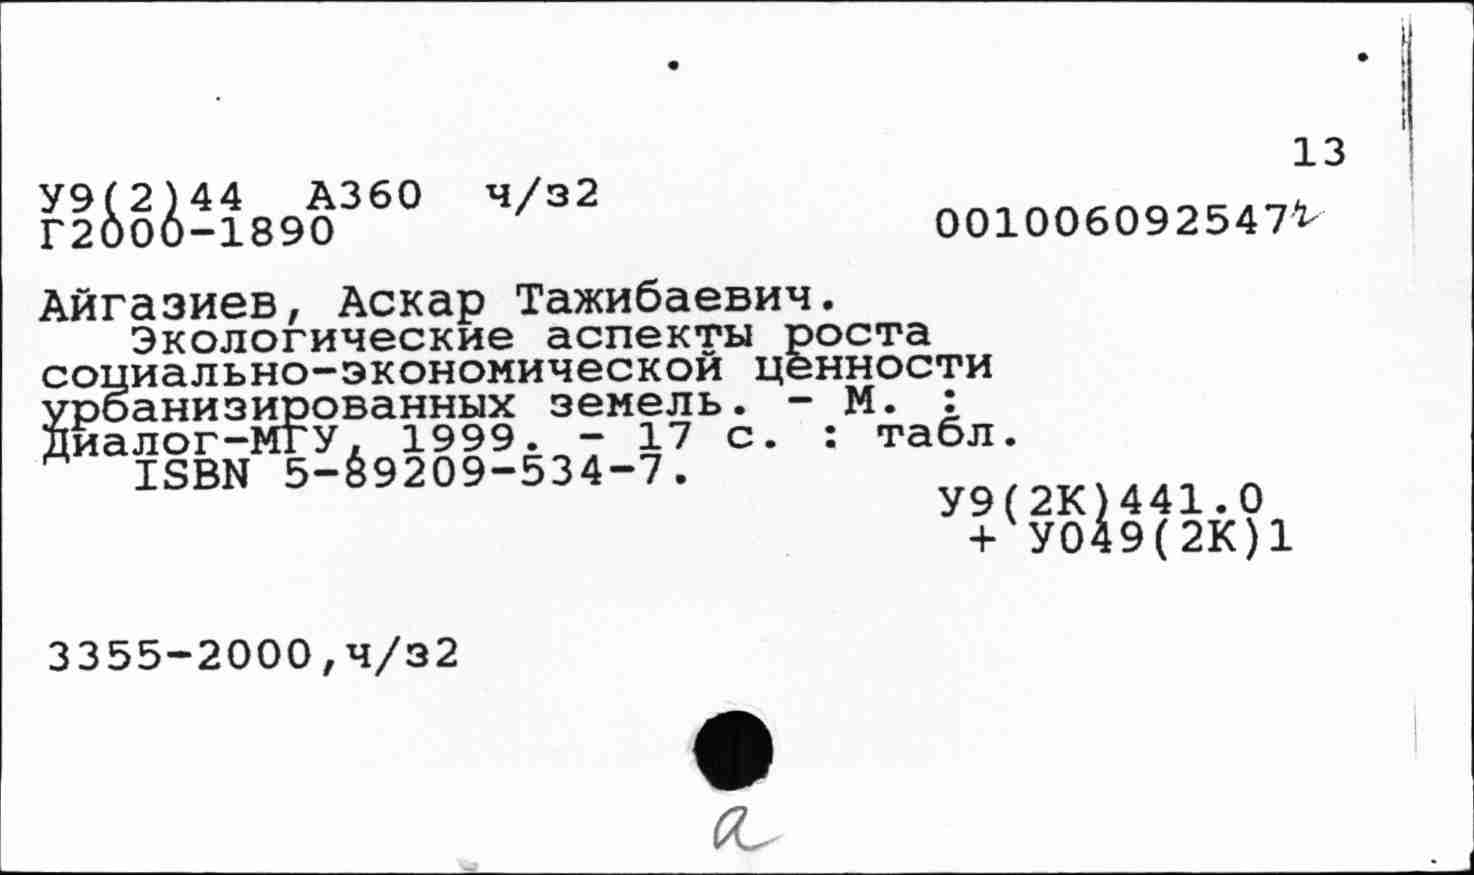 13
У9(2)44 А360 ч/з2
Г2000-1890
001006092547
Айгазиев, Аскар Тажибаевич.
Экологические аспекты роста
социально-экономической ценности
урбанизированных земель. - М. :
Диалог-МГУ, 1999. - 17 с. : табл.
ISBN 5-89209-534-7.
У9(2К)441.0
+ У049(2К)1
3355-2000,ч/з2
а